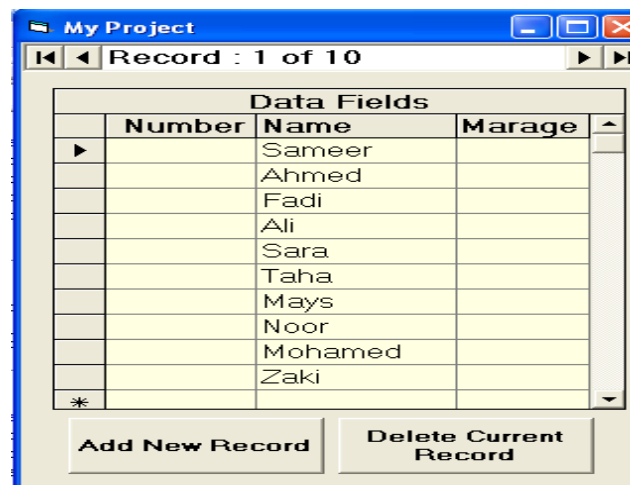 My Project
Record : 1 of 10
Data Fields
Number Name Marage
Sameer
Ahmed
Fadi
Ali
Sara
Taha
Mays
Noor
Mohamed
Zaki
Add New Record
Delete Current
Record